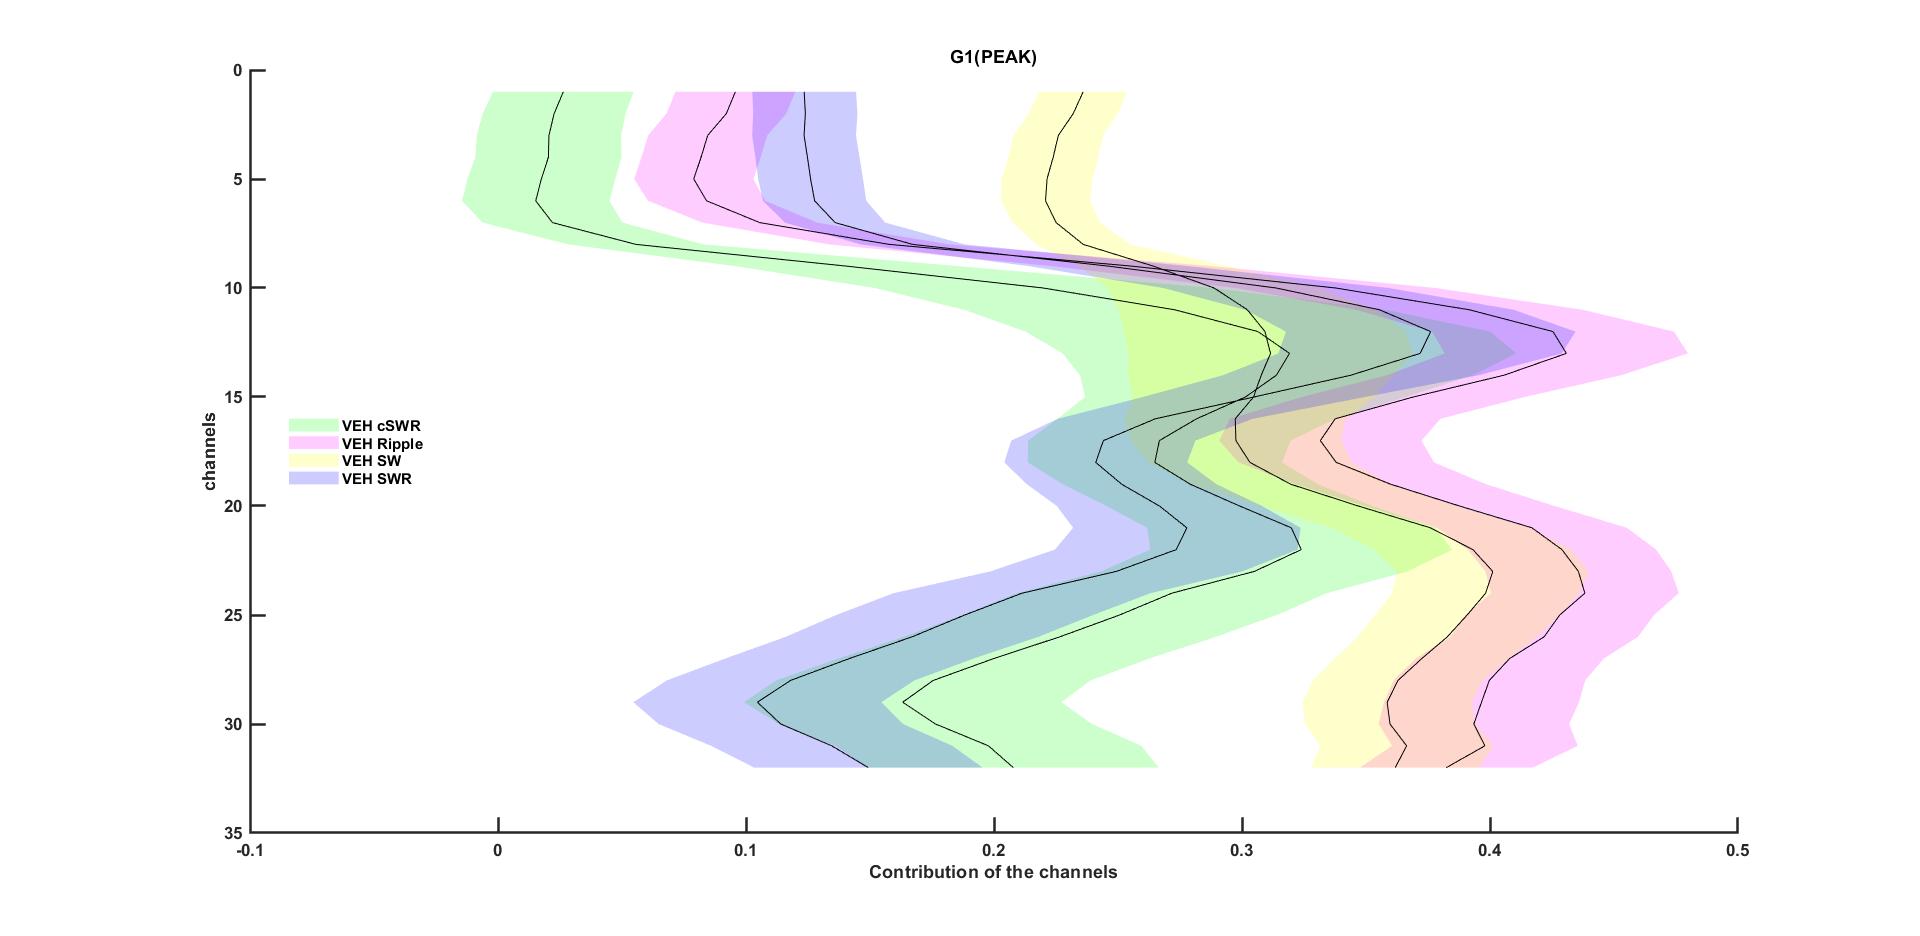 G1(PEAK)
0
5
10
15
20
25
30
35
channels
VEH cSWR
VEH Ripple
VEH SW
VEH SWR
-0.1
0
0.1
0.2
0.3
0.4
0.5
Contribution of the channels